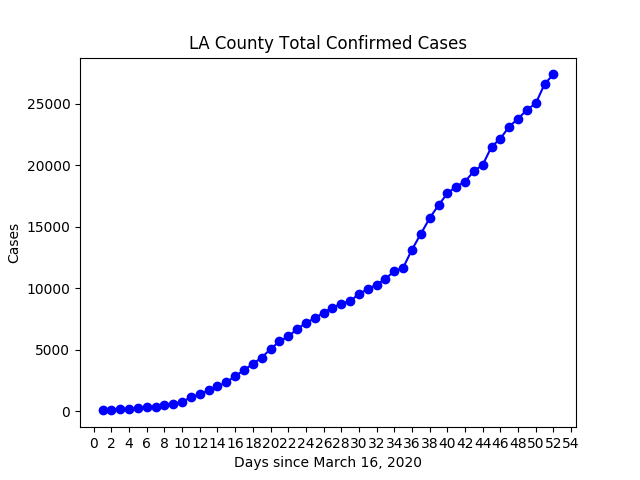 LA County Total Confirmed Cases
25000
20000
15000
10000
5000
0
Cases
0 2 4 6 8 10 12 14 16 18 20 22 24 26 28 30 32 34 36 38 40 42 44 46 48 50 52 54
Days since March 16, 2020